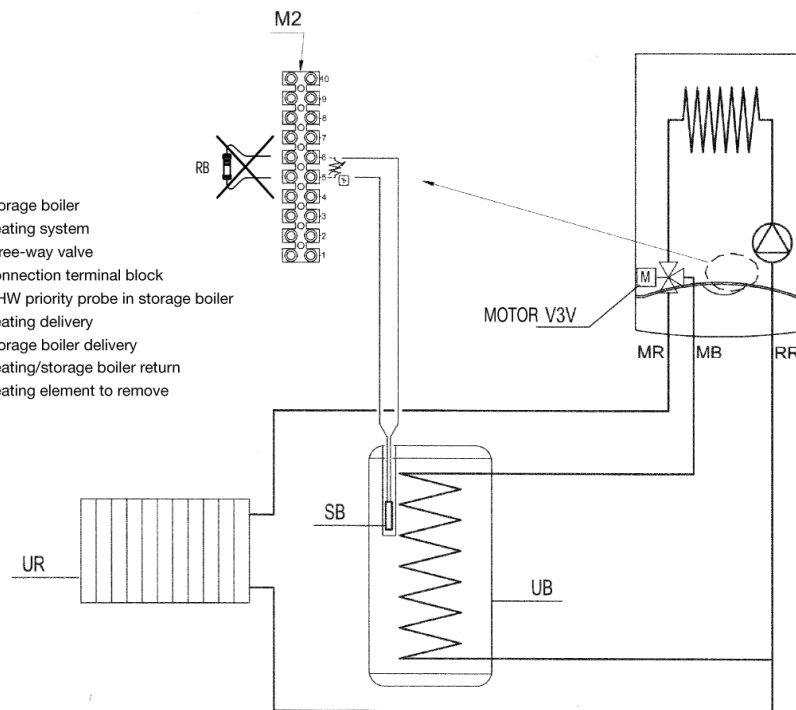 M2
10
9
8
7
6
5
4
3
2
1
RB
orage boiler
eating system
ree-way valve
onnection terminal block
HW priority probe in storage boiler
eating delivery
orage boiler delivery
eating/storage boiler return
eating element to remove
M
MOTOR V3V
MR MB RR
SB
UR
UB